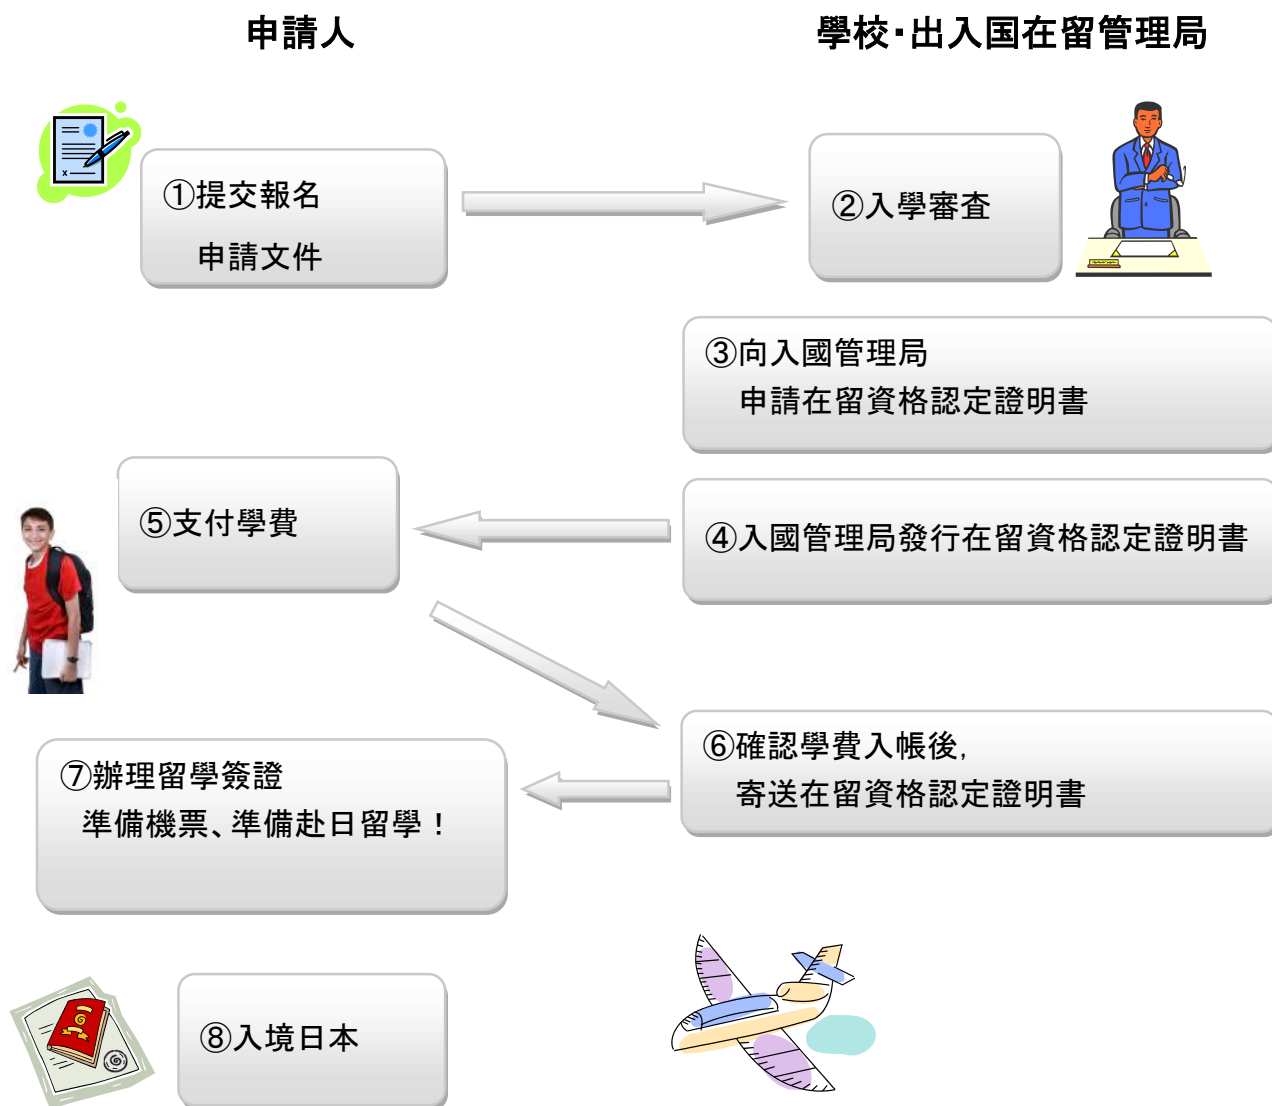 申請人
學校・出入国在留管理局
①提交報名
申請文件
②入學審查
③向入國管理局
申請在留資格認定證明書
④入國管理局發行在留資格認定證明書
⑤支付學費
⑥確認學費入帳後,
寄送在留資格認定證明書
⑦辦理留學簽證
準備機票、準備赴日留學！
⑧入境日本